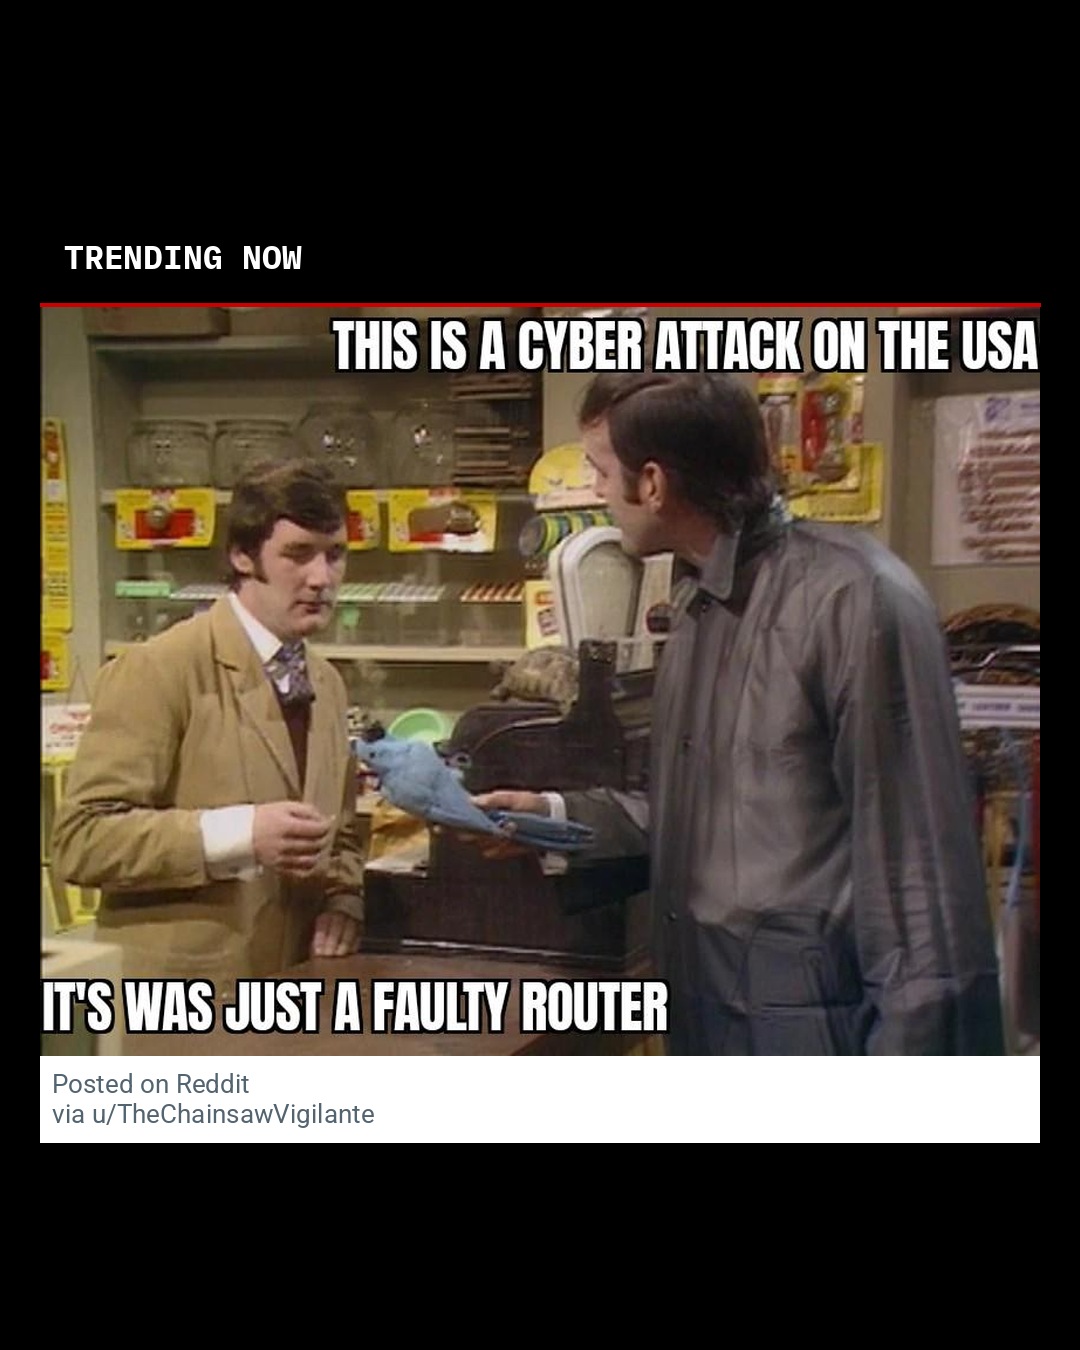 TRENDING NOW
THIS IS A CYBER ATTACK ON THE USA
IT'S WAS JUST A FAULTY ROUTER
Posted on Reddit
via u/TheChainsawVigilante